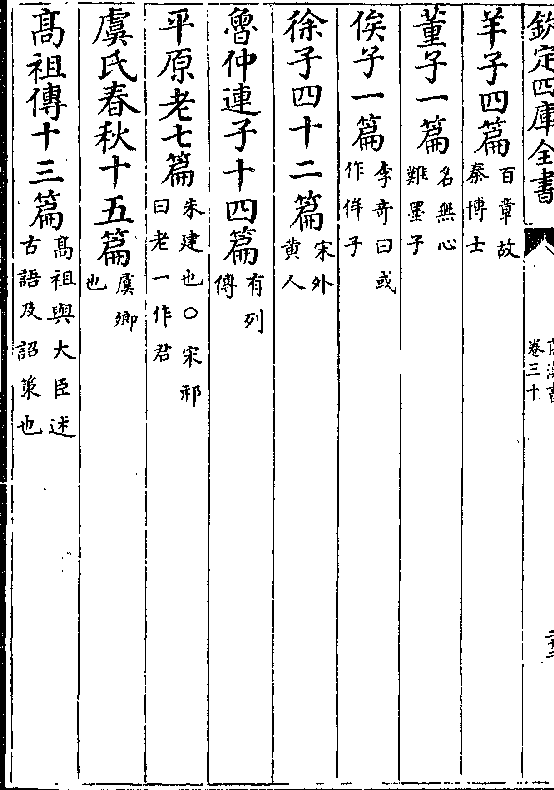 欽定四庫全書
卷三十
羊子四篇百章故秦博士
董子一篇名無心難墨子
俟子一篇李奇曰或作侔子
徐子四十二篇宋外黄人
魯仲連子十四篇有列傳
平原老七篇朱建也○宋祁曰老一作君
虞氏春秋十五篇虞卿也
髙祖傳十三篇髙祖與大臣述古語及詔策也